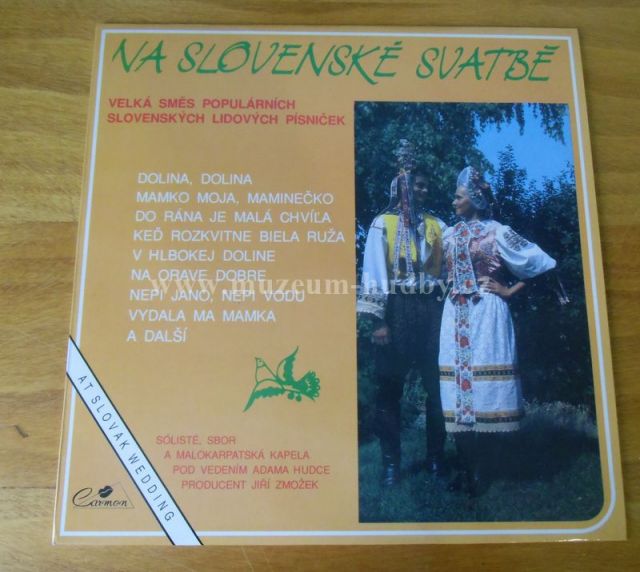 NA SLOVENSKÉ SVATBĚ
VELKÁ SMĚS POPULÁRNÍCH
SLOVENSKÝCH LIDOVÝCH PÍSNIČEK
DOLINA, DOLINA
MAMKO MOJA, MAMINEČKO
DO RÁNA JE MALÁ CHVÍĽA
KEĎ ROZKVITNE BIELA RUŽA
V HLBOKEJ DOLINE
NA ORAVE DOBRE
www.muzeum-hudby.cz
NEPI JANO, NEPI VODU
VYDALA MA MAMKA
A DALŠÍ
AT SLOVAK WEDDING
SÓLISTÉ, SBOR
A MALOKARPATSKÁ KAPELA
POD VEDENÍM ADAMA HUDCE
PRODUCENT JIŘÍ ZMOŽEK
Carmon